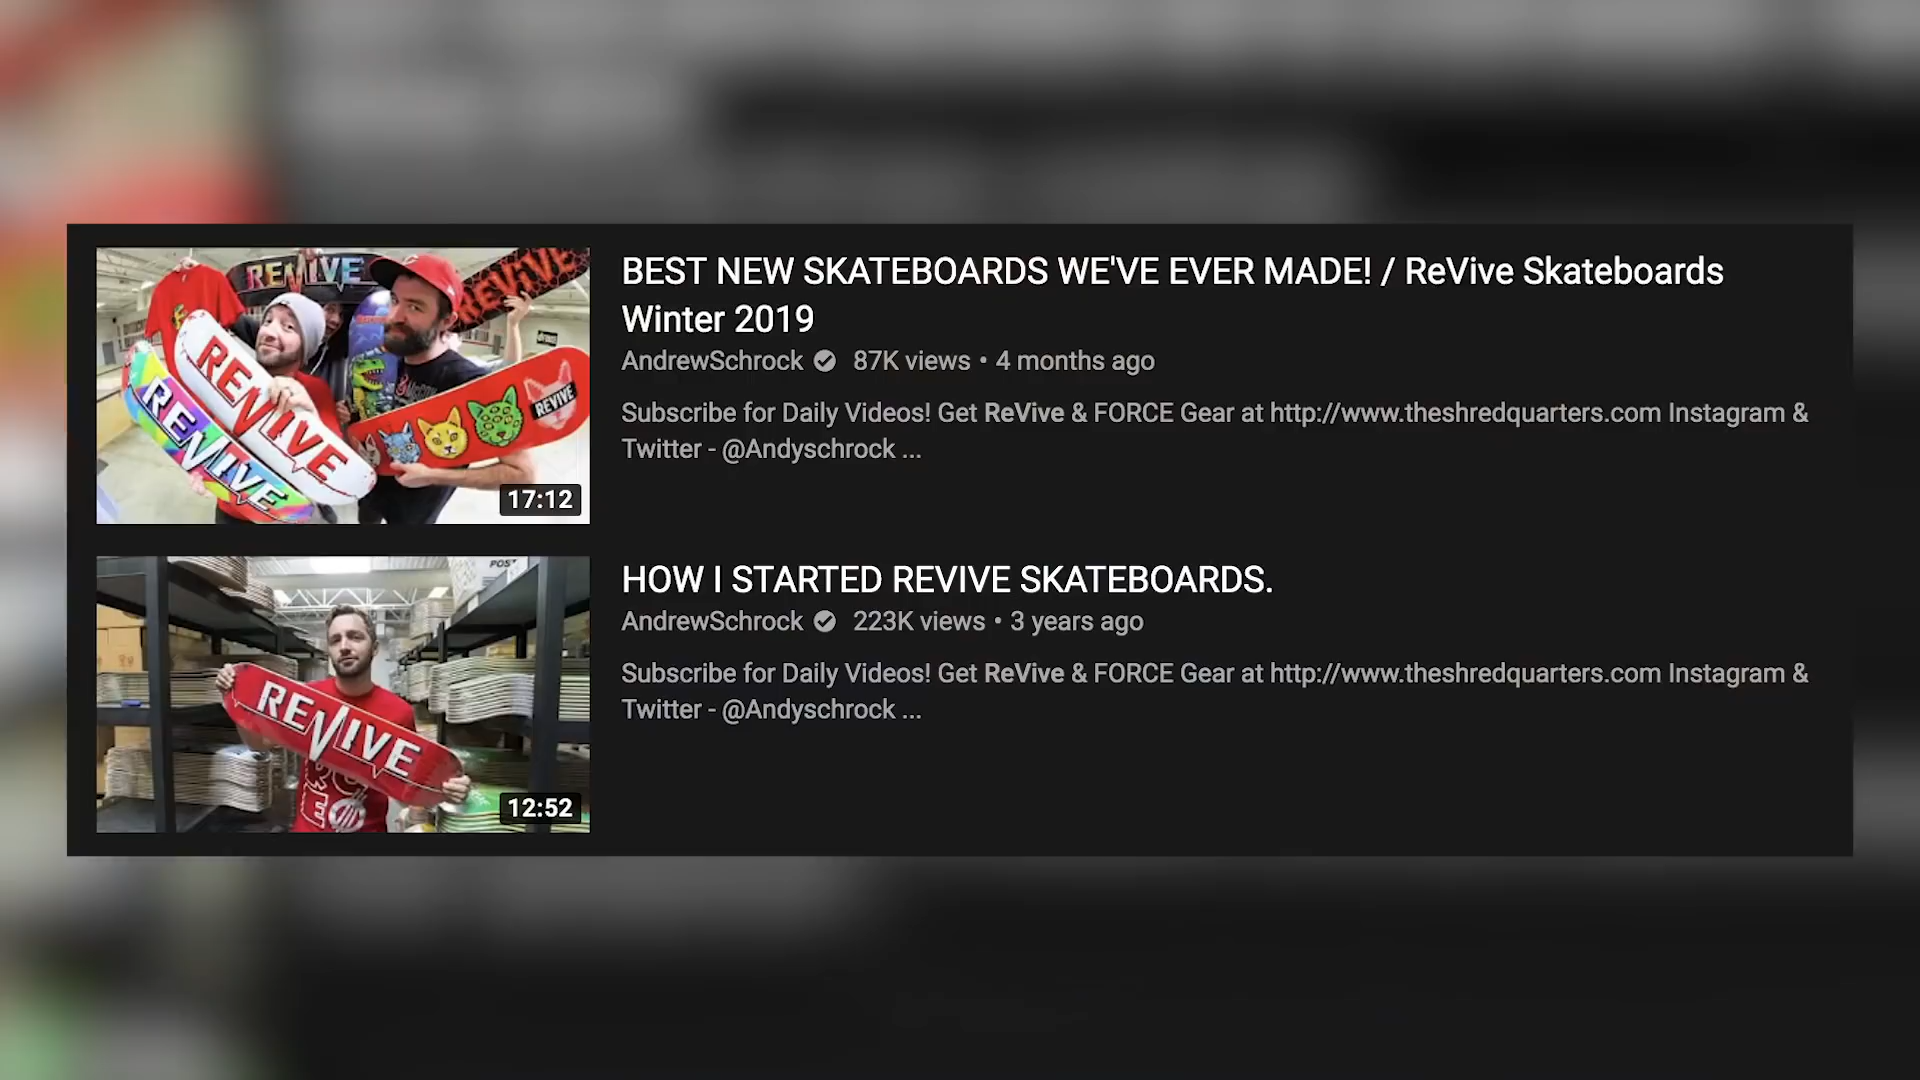 BEST NEW SKATEBOARDS WE'VE EVER MADE! / ReVive Skateboards
Winter 2019
AndrewSchrock 87K views • 4 months ago
Subscribe for Daily Videos! Get ReVive & FORCE Gear at http://www.theshredquarters.com Instagram &
Twitter - @Andyschrock ...
REVIVE
REVIVE
REVIVE
REVIVE
REVIVE
17:12
HOW I STARTED REVIVE SKATEBOARDS.
AndrewSchrock 223K views • 3 years ago
Subscribe for Daily Videos! Get ReVive & FORCE Gear at http://www.theshredquarters.com Instagram &
Twitter - @Andyschrock ...
POST
REVIVE
12:52